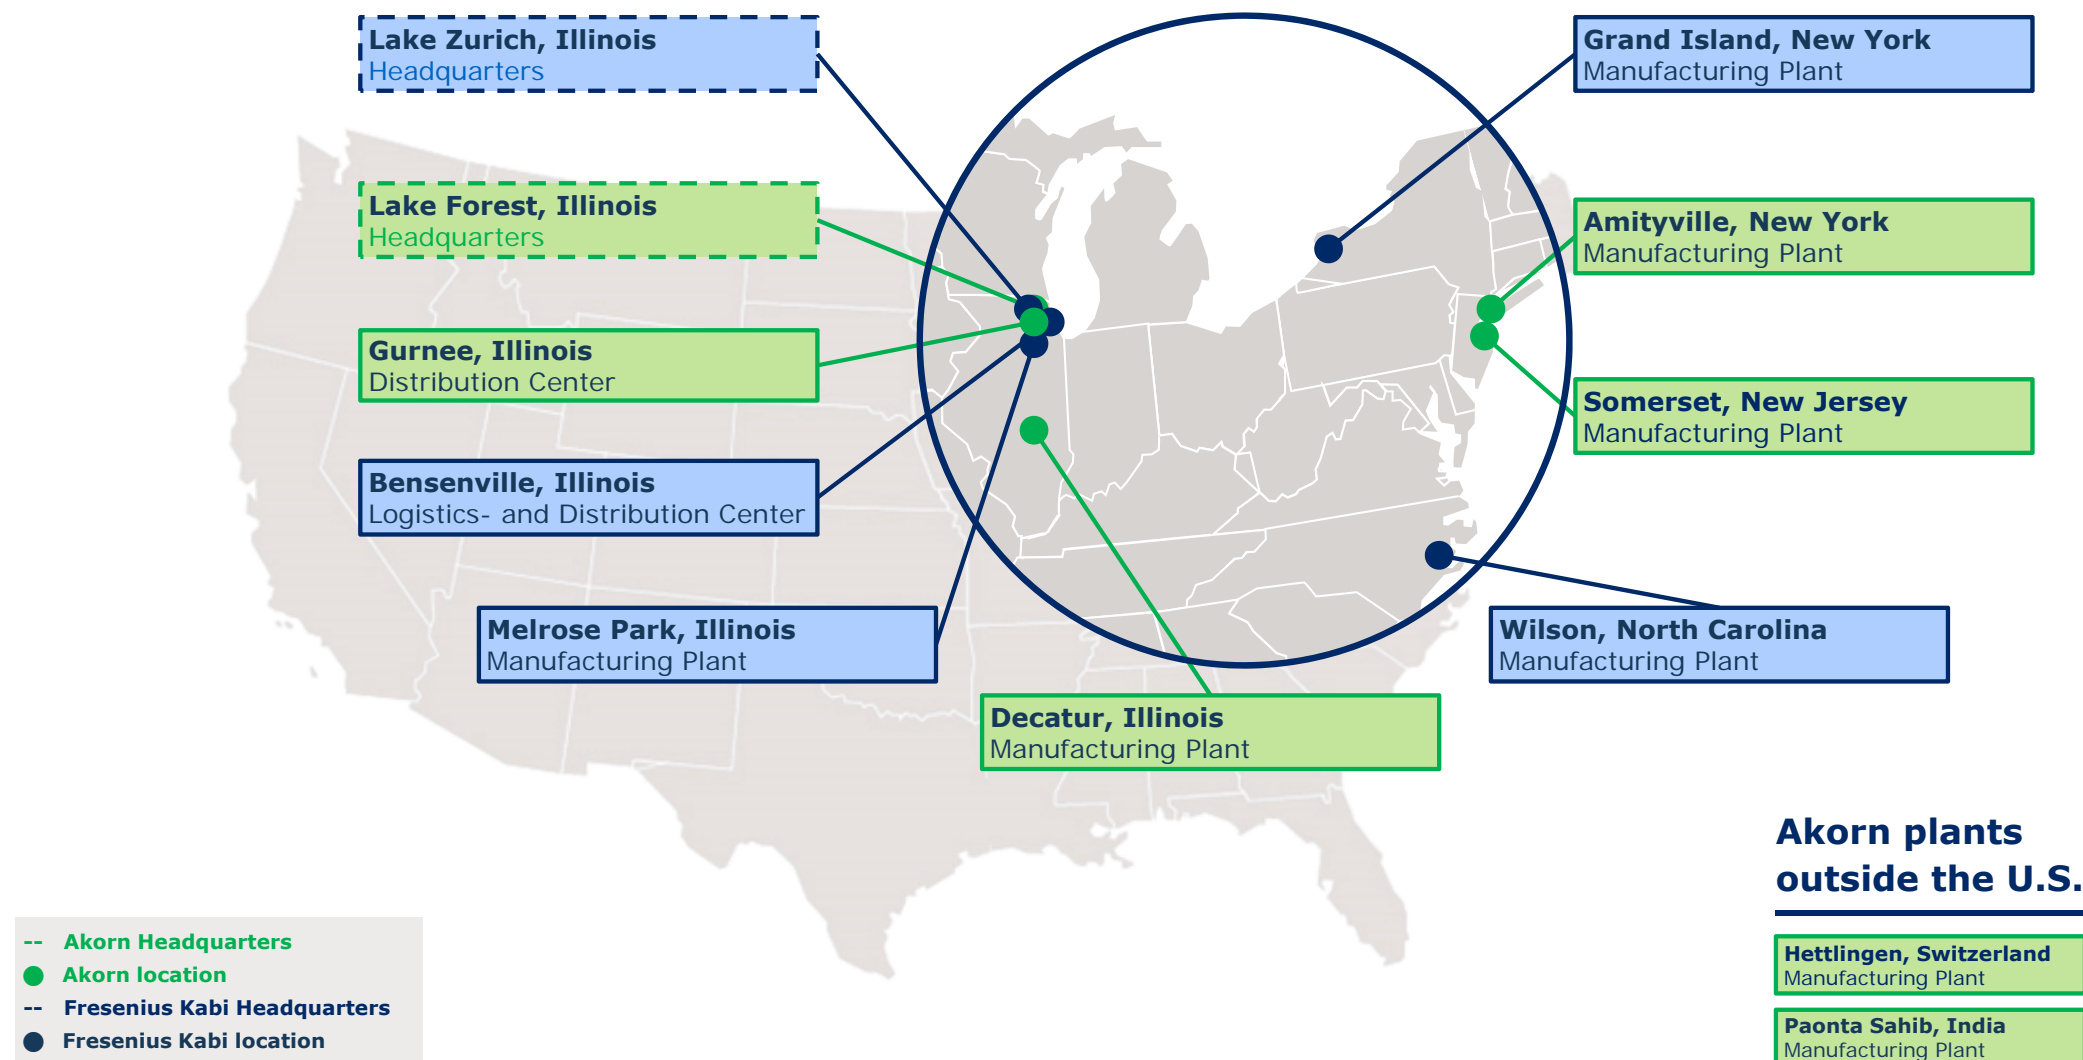 Lake Zurich, Illinois
Headquarters
Grand Island, New York
Manufacturing Plant
Lake Forest, Illinois
Headquarters
Amityville, New York
Manufacturing Plant
Gurnee, Illinois
Distribution Center
Somerset, New Jersey
Manufacturing Plant
Bensenville, Illinois
Logistics- and Distribution Center
Melrose Park, Illinois
Manufacturing Plant
Wilson, North Carolina
Manufacturing Plant
Decatur, Illinois
Manufacturing Plant
Akorn plants
outside the U.S.
Hettlingen, Switzerland
Manufacturing Plant
Paonta Sahib, India
Manufacturing Plant
-- Akorn Headquarters
Akorn location
-- Fresenius Kabi Headquarters
Fresenius Kabi location